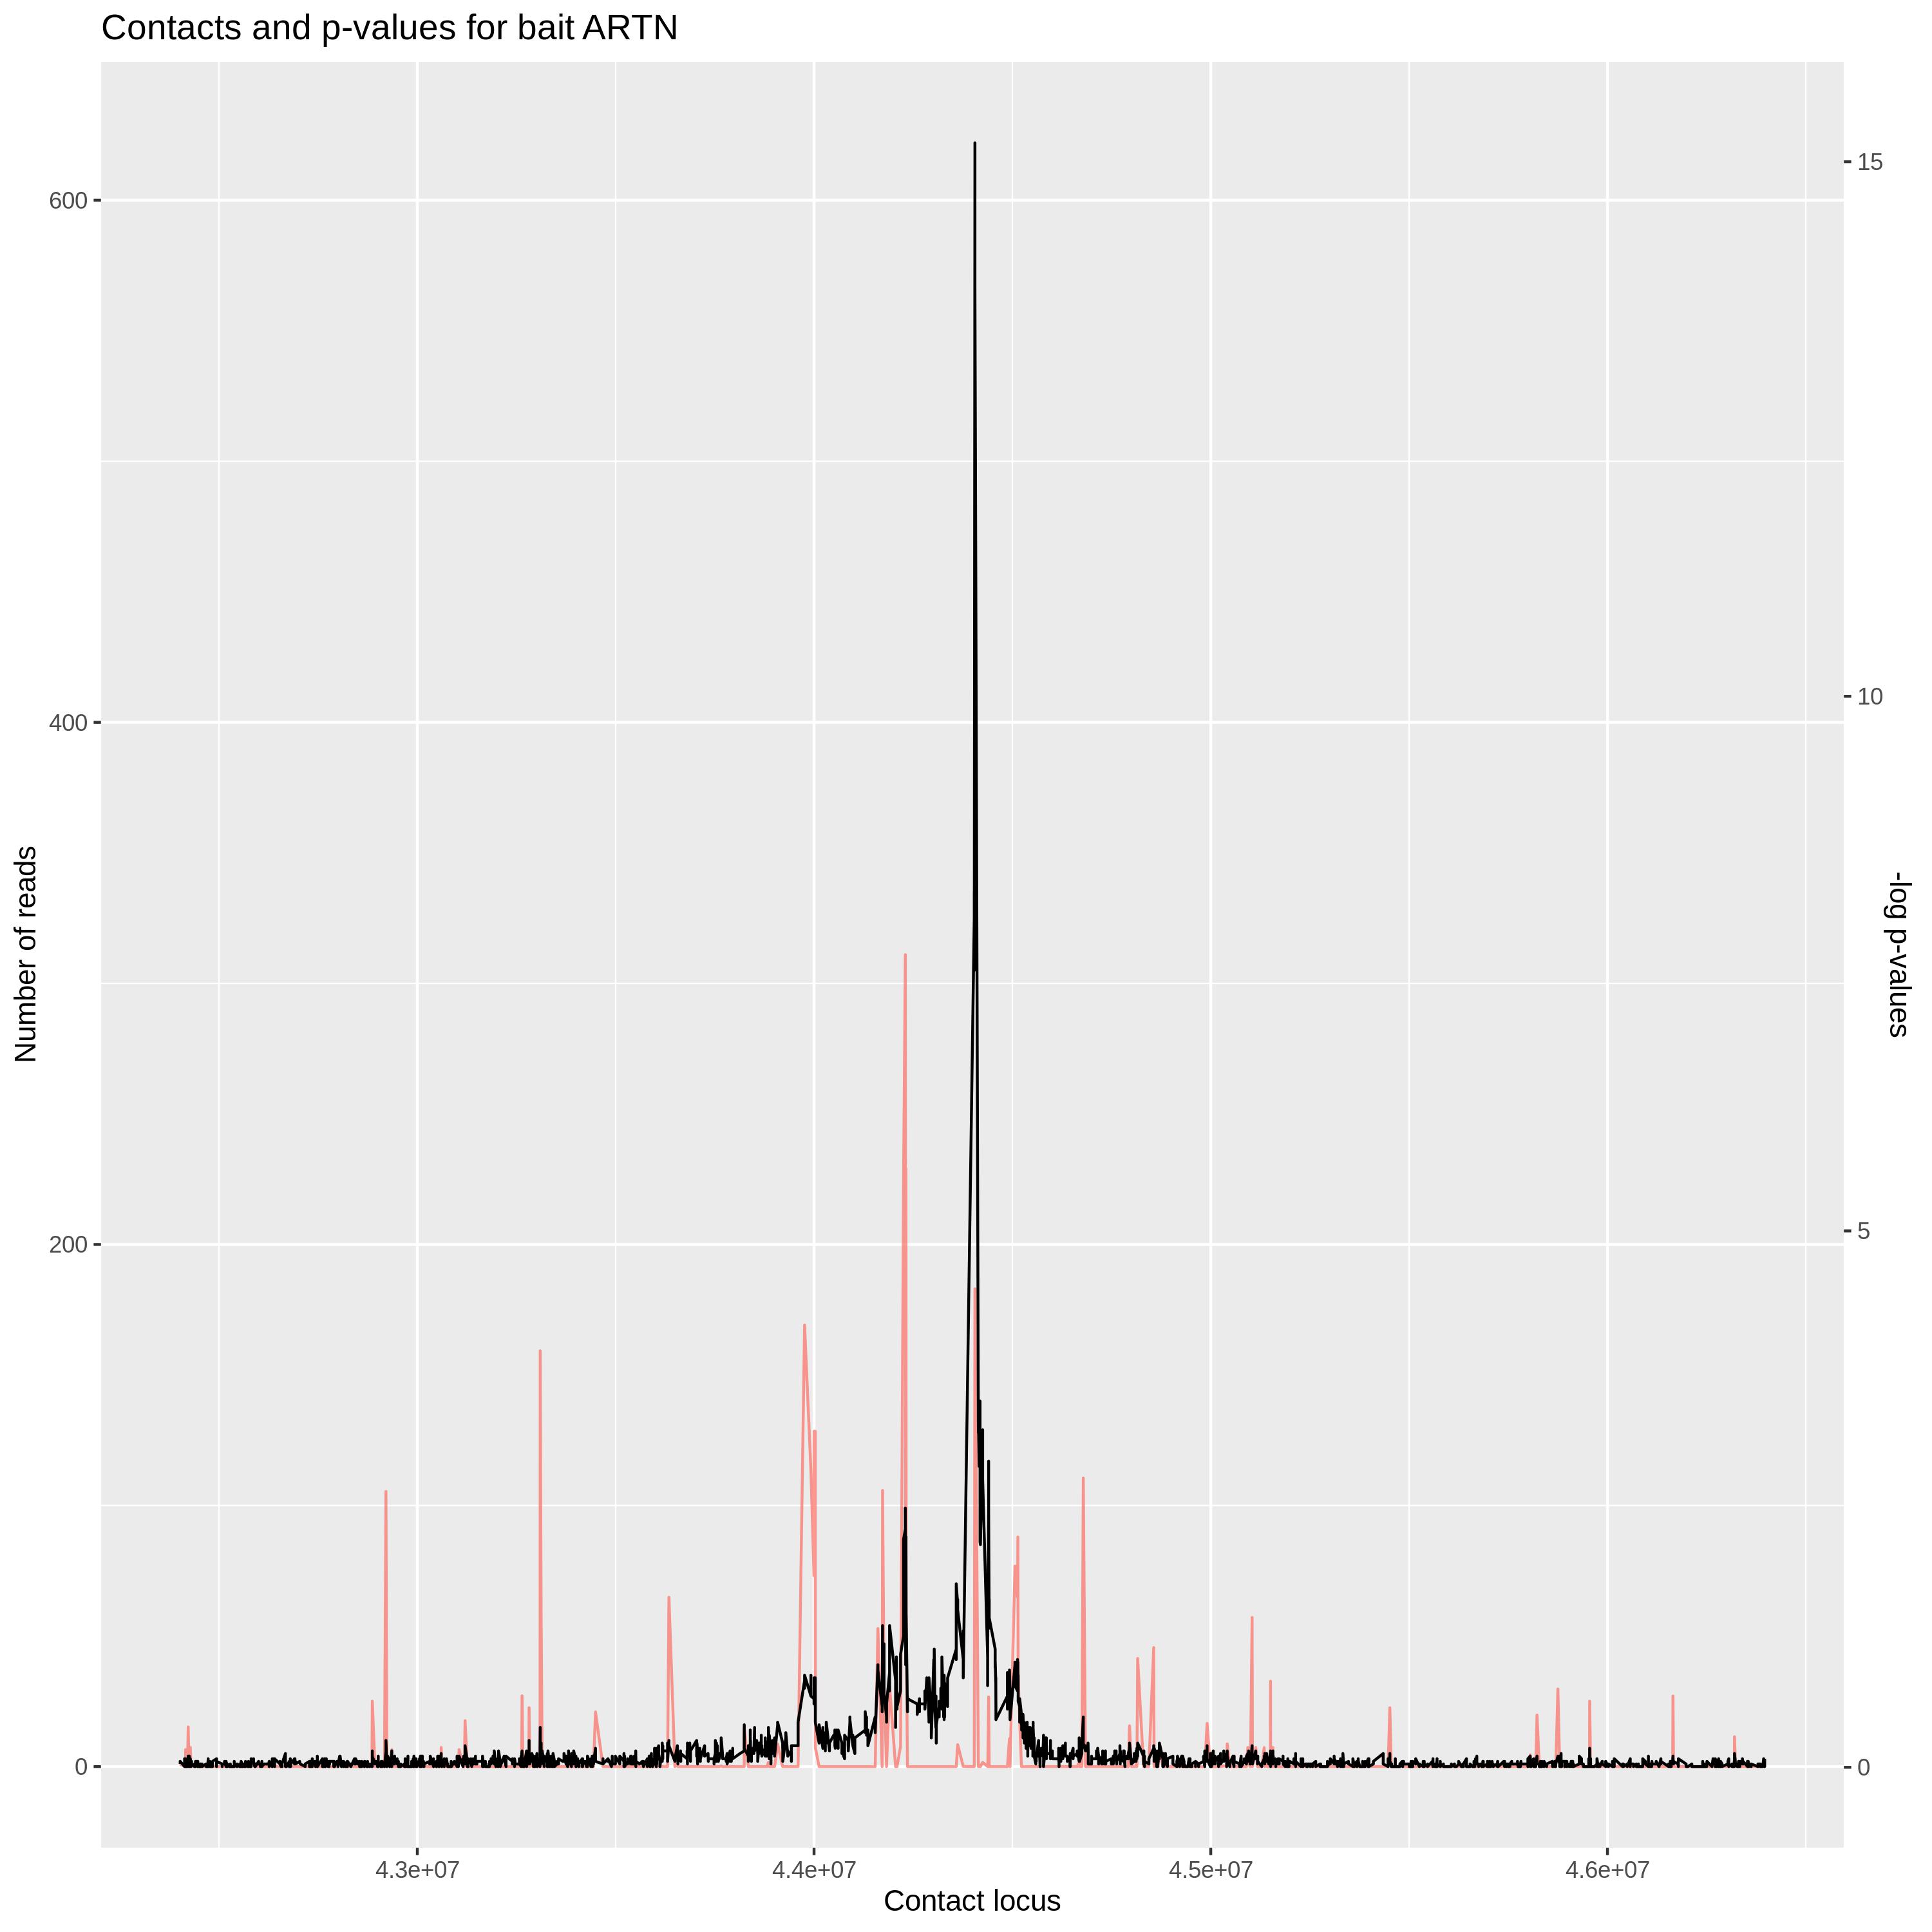 Contacts and p-values for bait ARTN
600
400
200
0
Number of reads
15
10
5
0
-log p-values
4.3e+07
4.4e+07
4.5e+07
4.6e+07
Contact locus